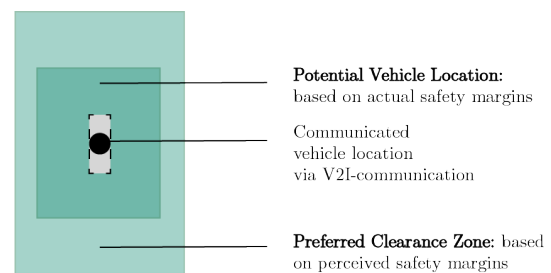 Potential Vehicle Location:
based on actual safety margins
Communicated
vehicle location
via V2I-communication
Preferred Clearance Zone: based
on perceived safety margins